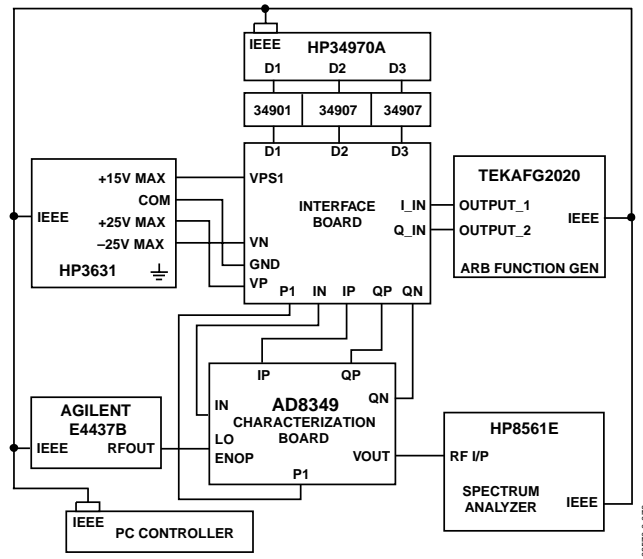 IEEE
HP34970A
D1 D2 D3
34901 34907 34907
D1 D2 D3
+15V MAX
COM
+25V MAX
–25V MAX
IEEE
HP3631
VPS1
INTERFACE
BOARD
I_IN
Q_IN
VN
GND
VP
P1 IN IP QP QN
TEKAFG2020
OUTPUT_1
OUTPUT_2
IEEE
ARB FUNCTION GEN
IP QP
QN
IN
AD8349
CHARACTERIZATION
BOARD
LO
ENOP
VOUT
P1
AGILENT
E4437B
IEEE RFOUT
HP8561E
RF I/P
SPECTRUM
ANALYZER
IEEE
IEEE
PC CONTROLLER